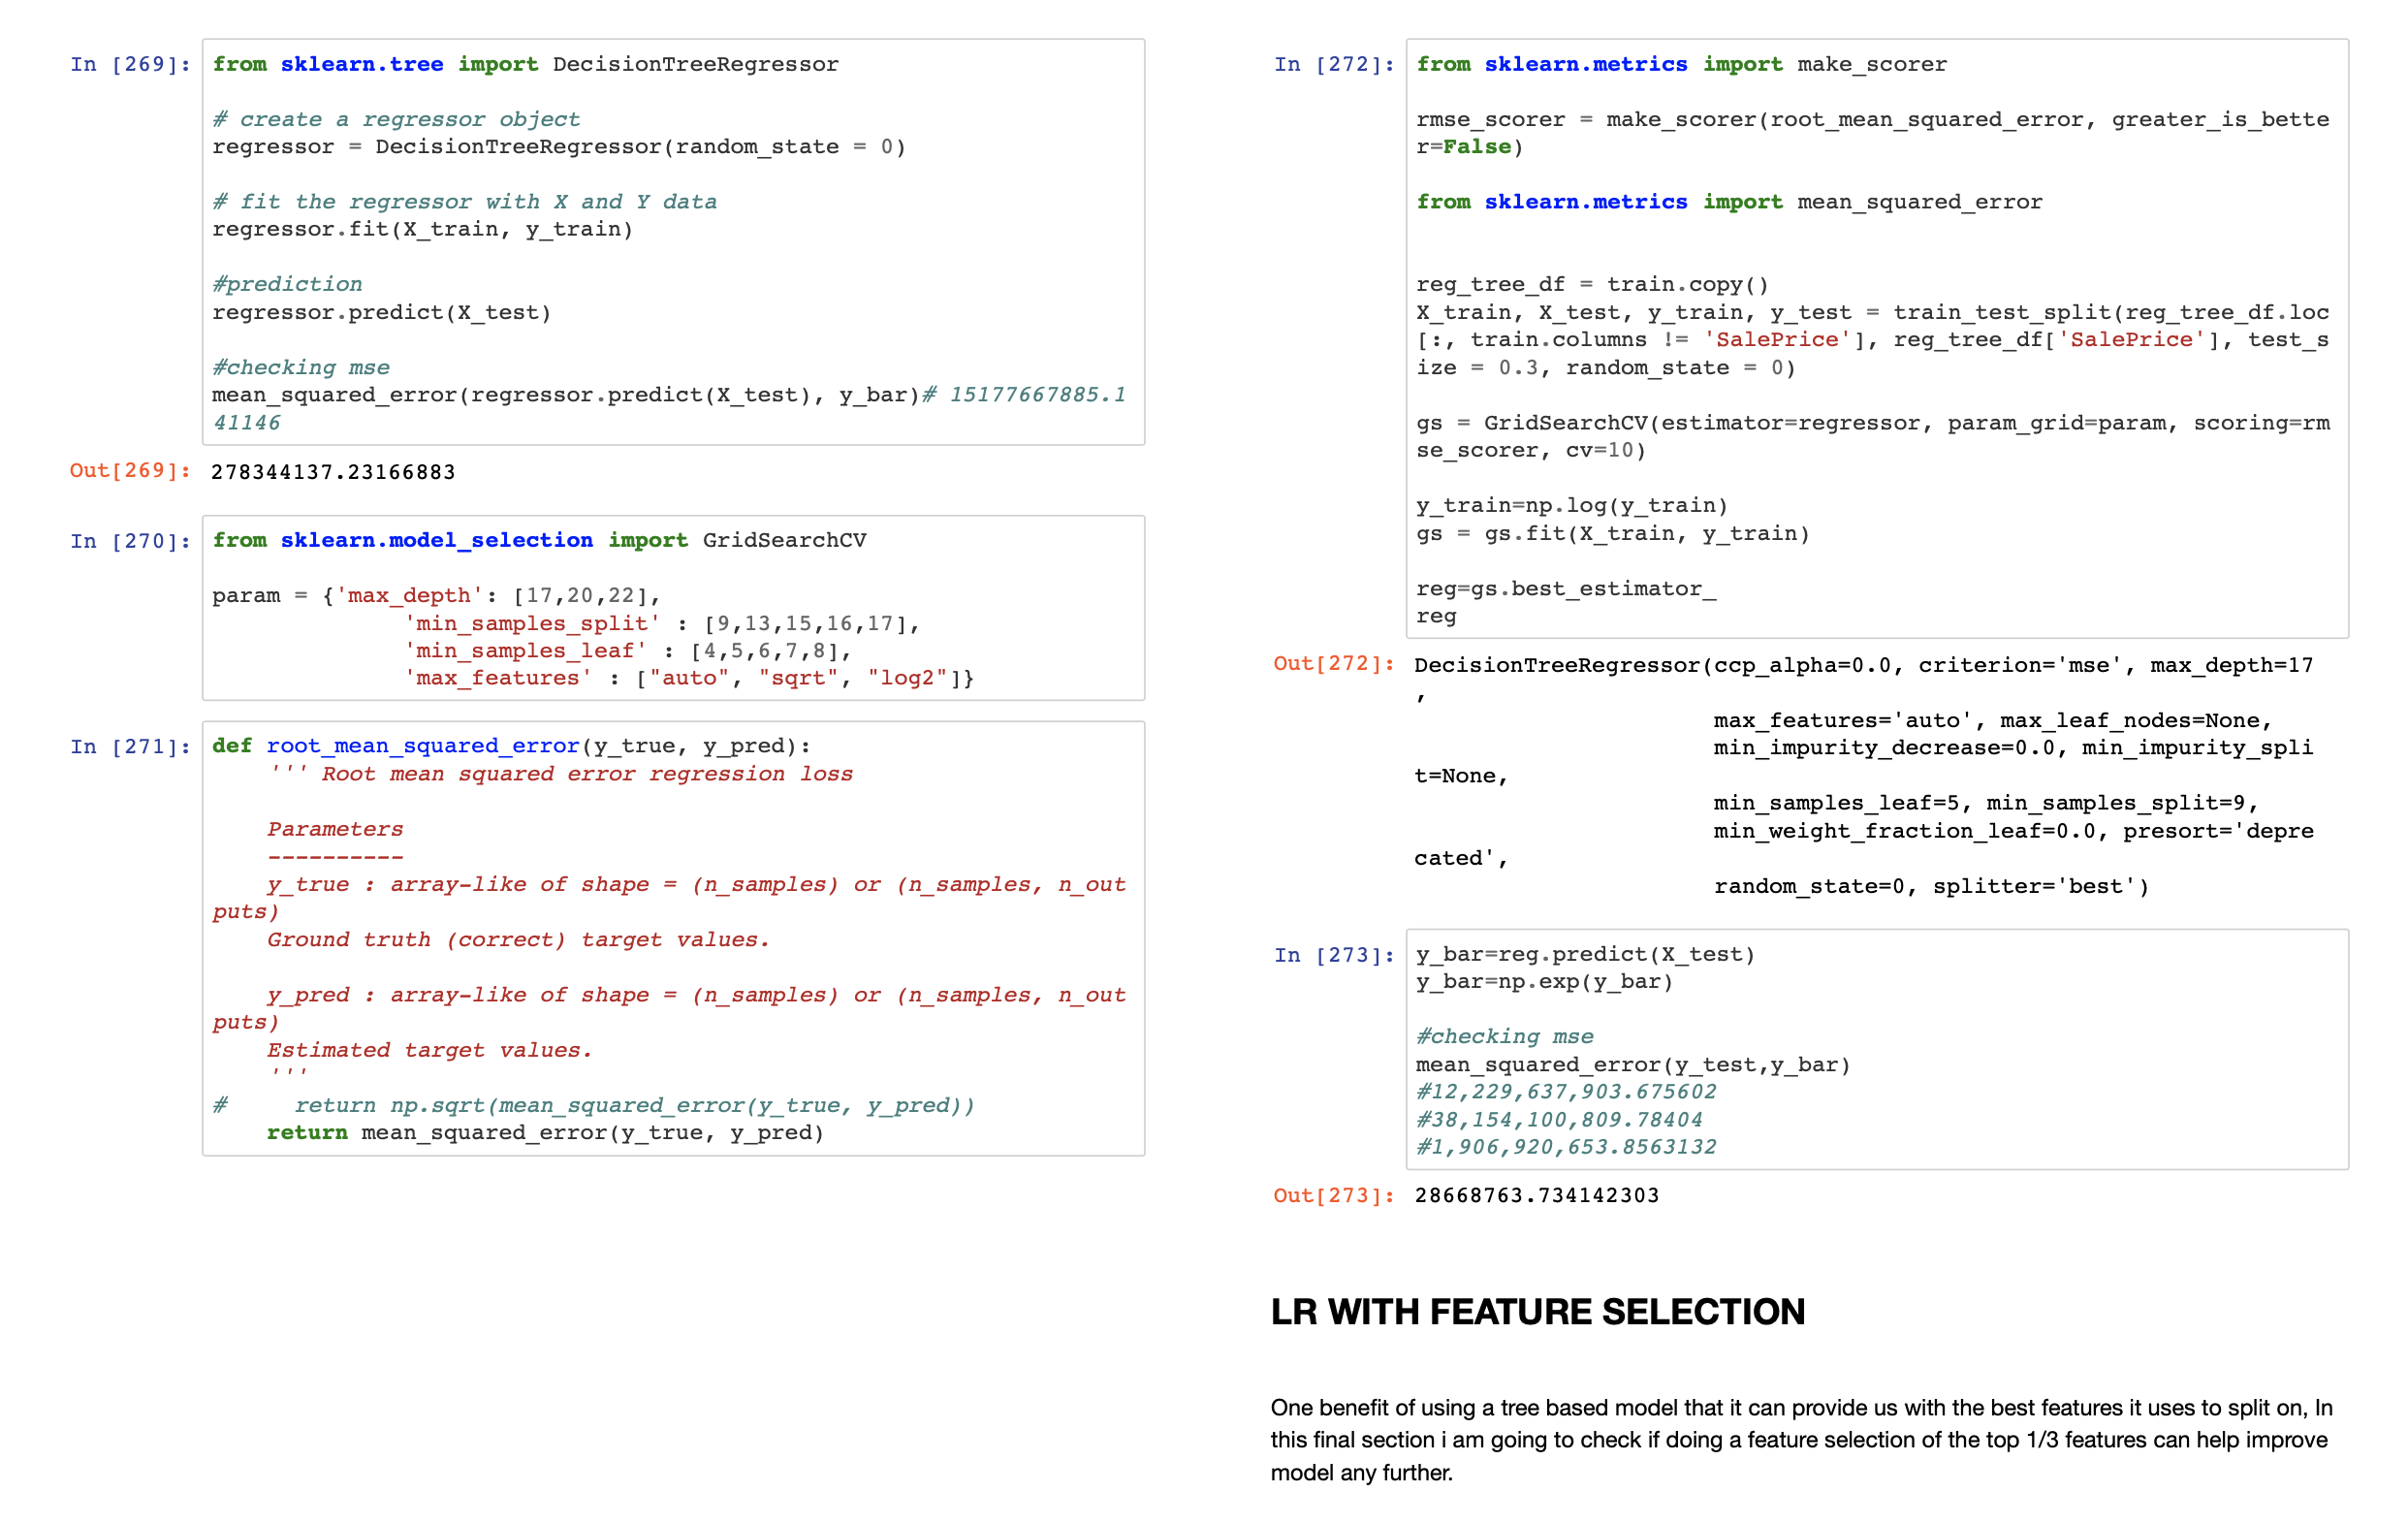 In [269]: from sklearn.tree import DecisionTreeRegressor

# create a regressor object
regressor = DecisionTreeRegressor(random_state = 0)

# fit the regressor with X and Y data
regressor.fit(X_train, y_train)

#prediction
regressor.predict(X_test)

#checking mse
mean_squared_error(regressor.predict(X_test), y_bar)# 15177667885.1
41146
Out[269]: 278344137.23166883
In [270]: from sklearn.model_selection import GridSearchCV

param = {'max_depth': [17,20,22],
              'min_samples_split' : [9,13,15,16,17],
              'min_samples_leaf' : [4,5,6,7,8],
              'max_features' : ["auto", "sqrt", "log2"]}
In [271]: def root_mean_squared_error(y_true, y_pred):
    ''' Root mean squared error regression loss

    Parameters
    ----------
    y_true : array-like of shape = (n_samples) or (n_samples, n_out
puts)
    Ground truth (correct) target values.

    y_pred : array-like of shape = (n_samples) or (n_samples, n_out
puts)
    Estimated target values.
    '''
#     return np.sqrt(mean_squared_error(y_true, y_pred))
    return mean_squared_error(y_true, y_pred)
In [272]: from sklearn.metrics import make_scorer

rmse_scorer = make_scorer(root_mean_squared_error, greater_is_bette
r=False)

from sklearn.metrics import mean_squared_error

reg_tree_df = train.copy()
X_train, X_test, y_train, y_test = train_test_split(reg_tree_df.loc
[:, train.columns != 'SalePrice'], reg_tree_df['SalePrice'], test_s
ize = 0.3, random_state = 0)

gs = GridSearchCV(estimator=regressor, param_grid=param, scoring=rm
se_scorer, cv=10)

y_train=np.log(y_train)
gs = gs.fit(X_train, y_train)

reg=gs.best_estimator_
reg
Out[272]: DecisionTreeRegressor(ccp_alpha=0.0, criterion='mse', max_depth=17
,
                      max_features='auto', max_leaf_nodes=None,
                      min_impurity_decrease=0.0, min_impurity_spli
t=None,
                      min_samples_leaf=5, min_samples_split=9,
                      min_weight_fraction_leaf=0.0, presort='depre
cated',
                      random_state=0, splitter='best')
In [273]: y_bar=reg.predict(X_test)
y_bar=np.exp(y_bar)

#checking mse
mean_squared_error(y_test,y_bar)
#12,229,637,903.675602
#38,154,100,809.78404
#1,906,920,653.8563132
Out[273]: 28668763.734142303
LR WITH FEATURE SELECTION
One benefit of using a tree based model that it can provide us with the best features it uses to split on, In
this final section i am going to check if doing a feature selection of the top 1/3 features can help improve
model any further.